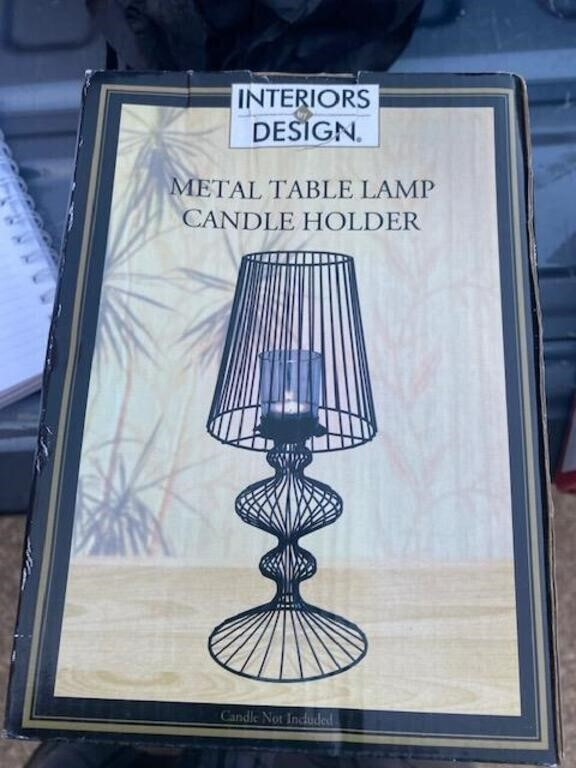 INTERIORS
by
DESIGN®
METAL TABLE LAMP
CANDLE HOLDER
Candle Not Included